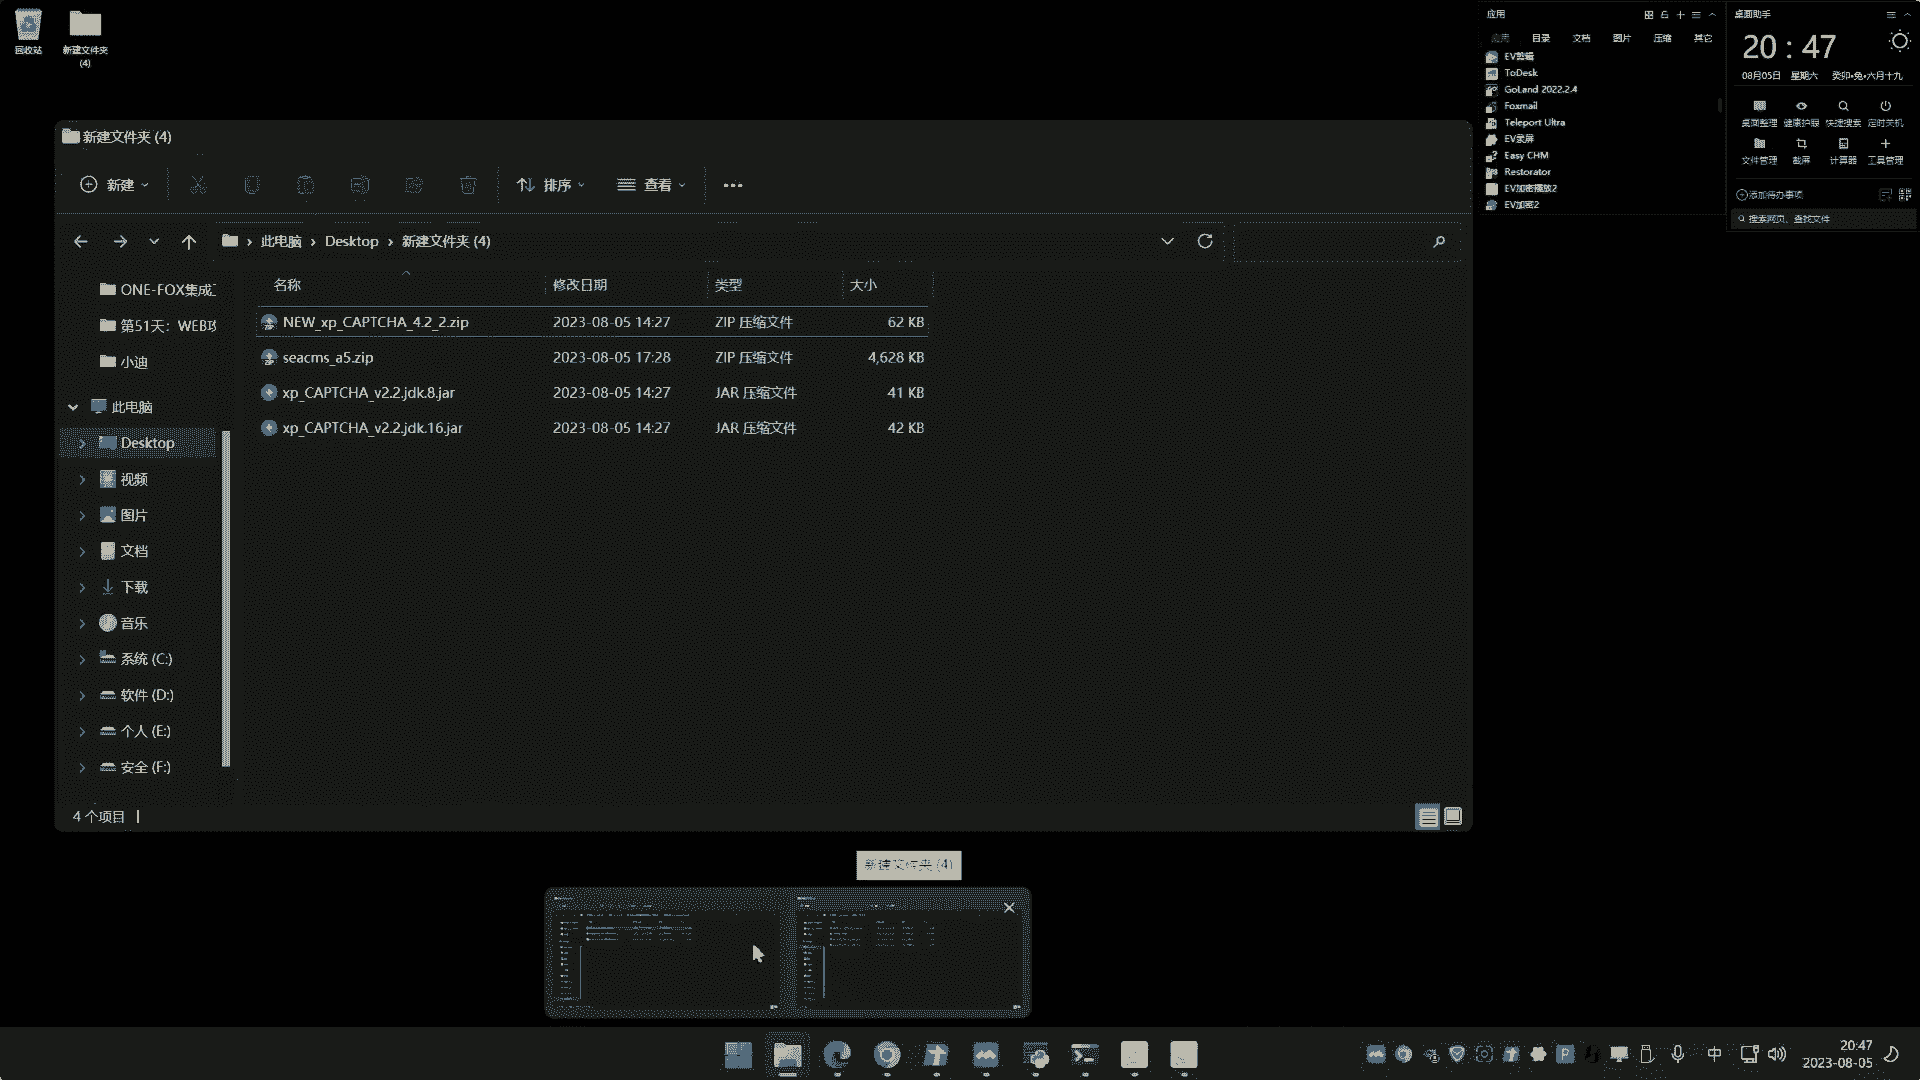 回收站
新建文件夹
(4)
应用
应用 目录 文档 图片 压缩 其它
EV剪辑
ToDesk
GoLand 2022.2.4
Foxmail
Teleport Ultra
EV录屏
Easy CHM
Restorator
EV加密播放2
EV加密2
桌面助手
20 : 47
08月05日 星期六 癸卯•兔•六月十九
桌面整理 健康护眼 快速搜索 定时关机
文件管理 截屏 计算器 工具管理
添加待办事项
搜索网页、查找文件
新建文件夹 (4)
新建 排序 查看
此电脑 › Desktop › 新建文件夹 (4)
名称 修改日期 类型 大小
NEW_xp_CAPTCHA_4.2_2.zip 2023-08-05 14:27 ZIP 压缩文件 62 KB
seacms_a5.zip 2023-08-05 17:28 ZIP 压缩文件 4,628 KB
xp_CAPTCHA_v2.2.jdk.8.jar 2023-08-05 14:27 JAR 压缩文件 41 KB
xp_CAPTCHA_v2.2.jdk.16.jar 2023-08-05 14:27 JAR 压缩文件 42 KB
ONE-FOX集成
第51天：WEB
小迪
此电脑
Desktop
视频
图片
文档
下载
音乐
系统 (C:)
软件 (D:)
个人 (E:)
安全 (F:)
4 个项目
新建文件夹 (4)
中
20:47
2023-08-05